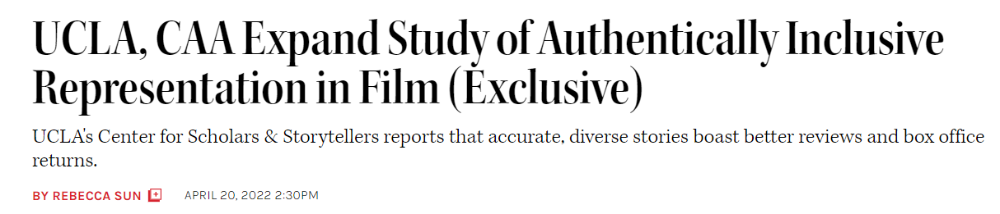 UCLA, CAA Expand Study of Authentically Inclusive
Representation in Film (Exclusive)
UCLA's Center for Scholars & Storytellers reports that accurate, diverse stories boast better reviews and box office
returns.
BY REBECCA SUN APRIL 20, 2022 2:30PM